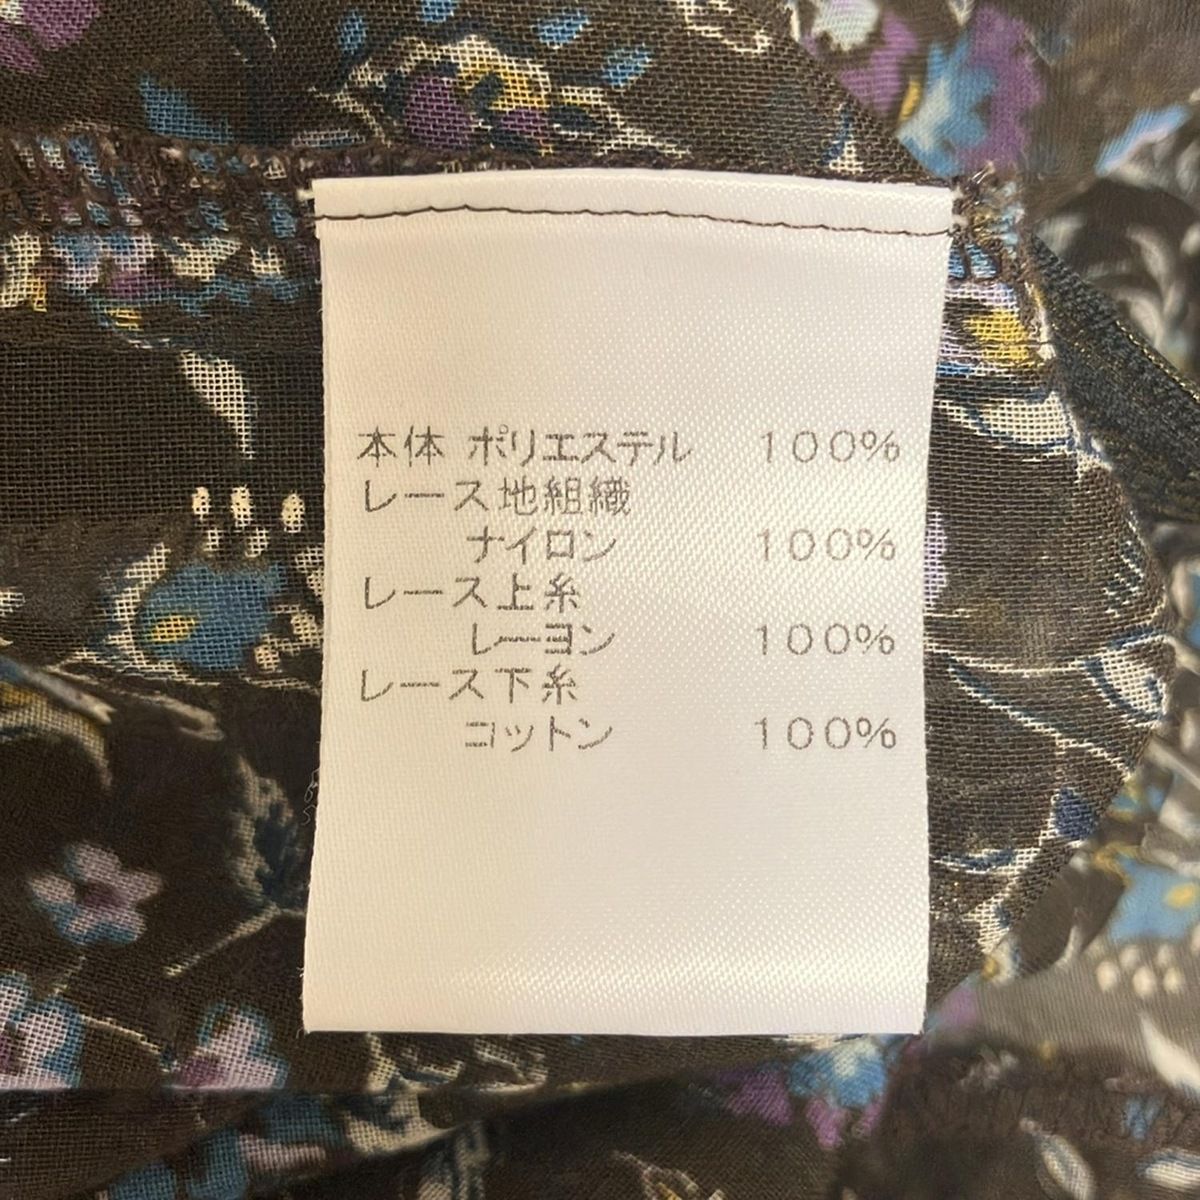 本体 ポリエステル 100%
レース地組織
ナイロン 100%
レース上糸
レーヨン 100%
レース下糸
コットン 100%